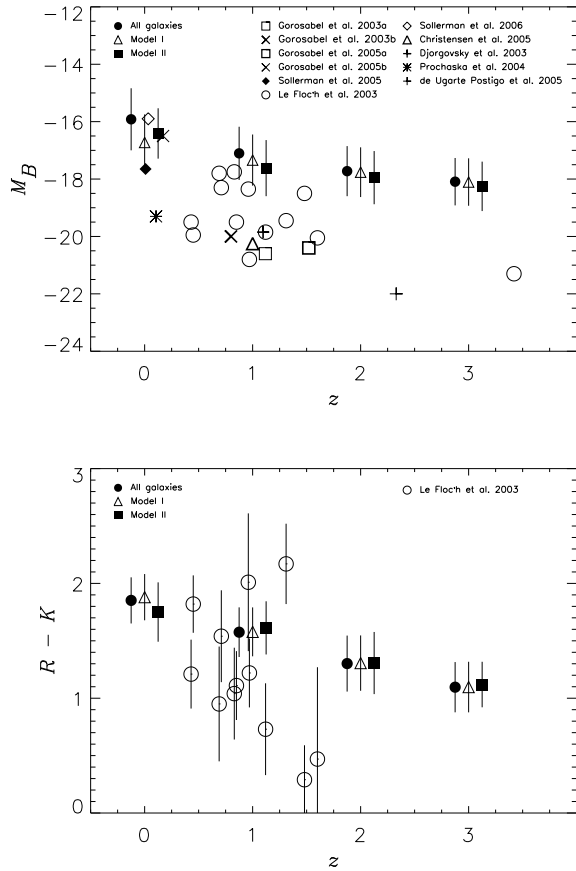 −12
−14
−16
−18
−20
−22
−24
M_B
All galaxies
Model I
Model II
Gorosabel et al. 2003a
Gorosabel et al. 2003b
Gorosabel et al. 2005a
Gorosabel et al. 2005b
Sollerman et al. 2005
Le Floc'h et al. 2003
Sollerman et al. 2006
Christensen et al. 2005
Djorgovsky et al. 2003
Prochaska et al. 2004
de Ugarte Postigo et al. 2005
0 1 2 3
z
3
2
1
0
R − K
All galaxies
Model I
Model II
Le Floc'h et al. 2003
0 1 2 3
z